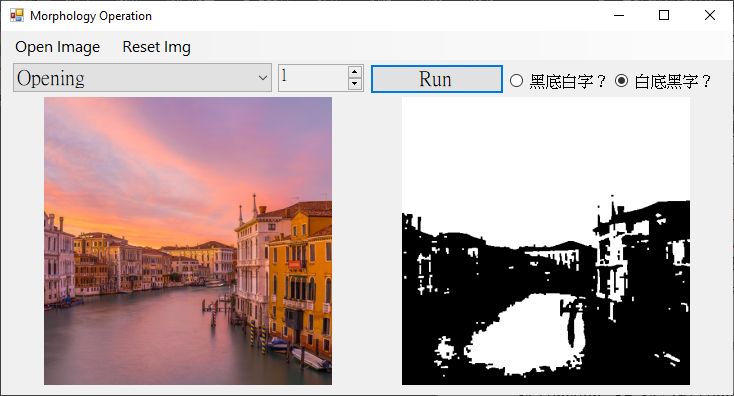 Morphology Operation
Open Image Reset Img
Opening 1 Run 黑底白字？ 白底黑字？